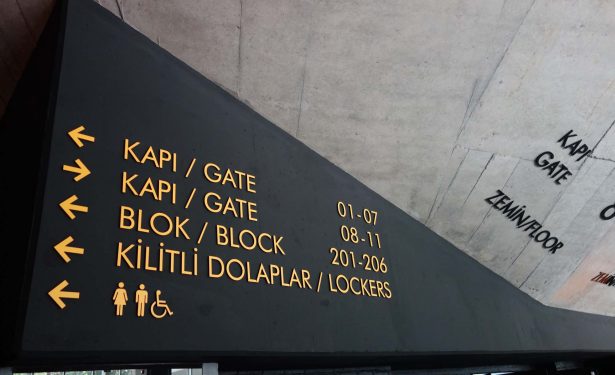 ← KAPI / GATE 01-07
→ KAPI / GATE 08-11
← BLOK / BLOCK 201-206
← KİLİTLİ DOLAPLAR / LOCKERS
←
KAPI
GATE
ZEMİN/FLOOR